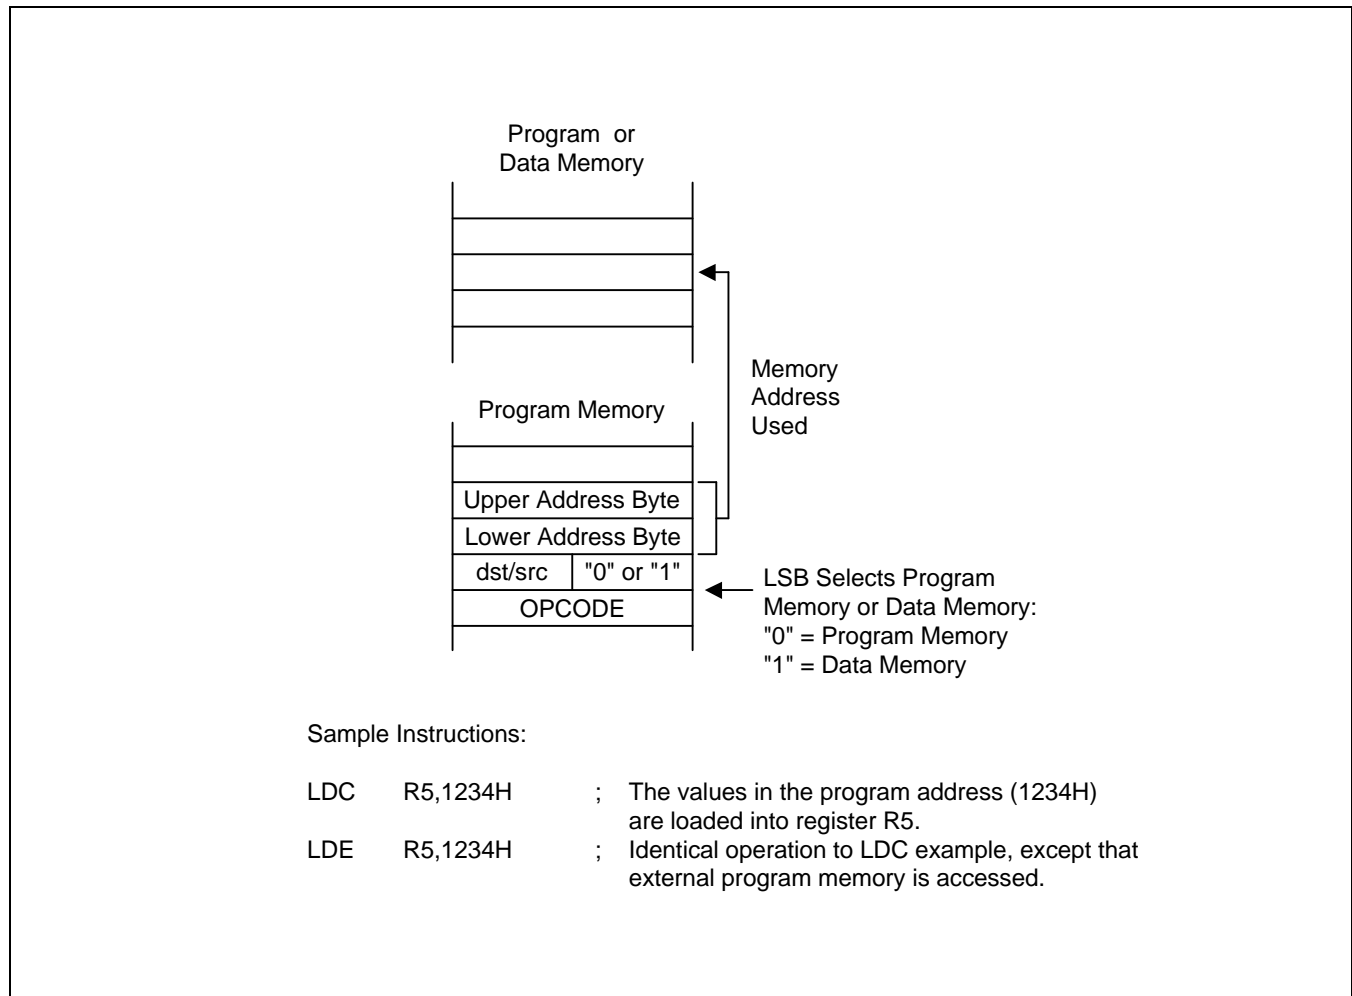 Program or
Data Memory
Memory
Address
Used
Program Memory
Upper Address Byte
Lower Address Byte
dst/src "0" or "1"
OPCODE
LSB Selects Program
Memory or Data Memory:
"0" = Program Memory
"1" = Data Memory
Sample Instructions:
LDC R5,1234H ; The values in the program address (1234H)
are loaded into register R5.
LDE R5,1234H ; Identical operation to LDC example, except that
external program memory is accessed.